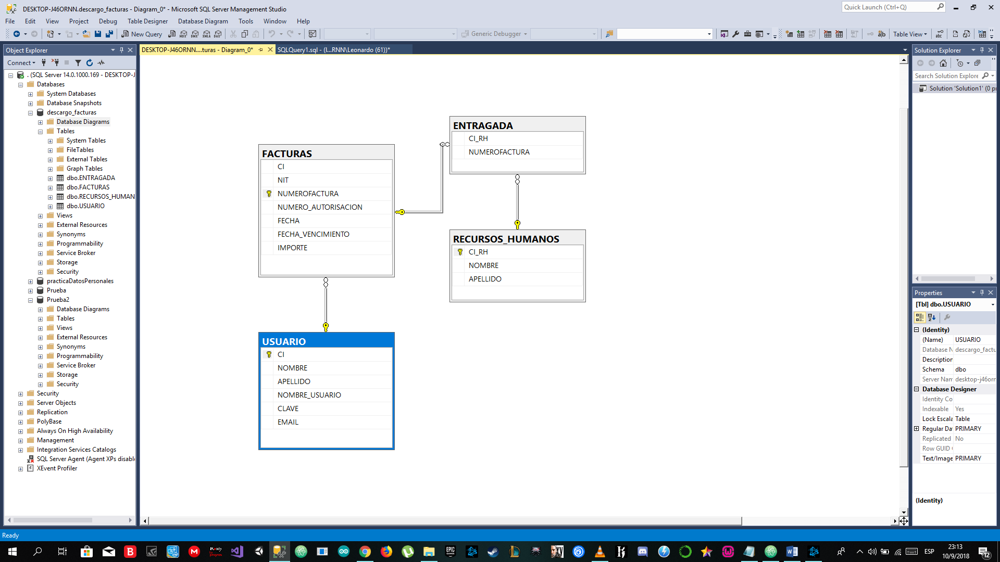 DESKTOP-J46ORNN.descargo_facturas - Diagram_0* - Microsoft SQL Server Management Studio
Quick Launch (Ctrl+Q)
File Edit View Project Debug Table Designer Database Diagram Tools Window Help
New Query
MDX DMX XMLA DAX
Generic Debugger
Table View
Object Explorer
DESKTOP-J46ORNN....turas - Diagram_0*
SQLQuery1.sql - (l...RNN\Leonardo (61))*
Connect
. (SQL Server 14.0.1000.169 - DESKTOP-J
Databases
System Databases
Database Snapshots
descargo_facturas
Database Diagrams
Tables
System Tables
FileTables
External Tables
Graph Tables
dbo.ENTRAGADA
dbo.FACTURAS
dbo.RECURSOS_HUMAN
dbo.USUARIO
Views
External Resources
Synonyms
Programmability
Service Broker
Storage
Security
practicaDatosPersonales
Prueba
Prueba2
Database Diagrams
Tables
Views
External Resources
Synonyms
Programmability
Service Broker
Storage
Security
Security
Server Objects
Replication
PolyBase
Always On High Availability
Management
Integration Services Catalogs
SQL Server Agent (Agent XPs disabl
XEvent Profiler
FACTURAS
CI
NIT
NUMEROFACTURA
NUMERO_AUTORISACION
FECHA
FECHA_VENCIMIENTO
IMPORTE
ENTRAGADA
CI_RH
NUMEROFACTURA
RECURSOS_HUMANOS
CI_RH
NOMBRE
APELLIDO
USUARIO
CI
NOMBRE
APELLIDO
NOMBRE_USUARIO
CLAVE
EMAIL
Solution Explorer
Search Solution Explore
Solution 'Solution1' (0 p
Properties
[Tbl] dbo.USUARIO
(Identity)
(Name) USUARIO
Database N descargo_factu
Description
Schema dbo
Server Nam desktop-j46orn
Database Designer
Identity Co
Indexable Yes
Lock Escala Table
Regular Da PRIMARY
Replicated No
Row GUID
Text/Image PRIMARY
(Identity)
Ready
ESP
23:13
10/9/2018
12